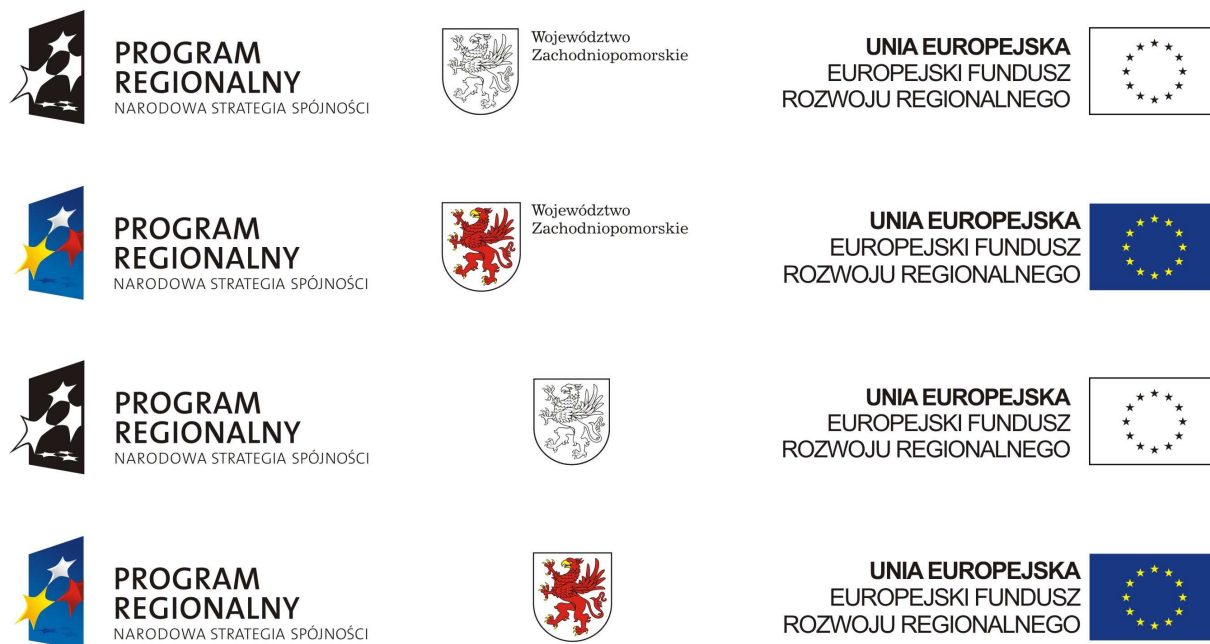 PROGRAM
REGIONALNY
NARODOWA STRATEGIA SPÓJNOŚCI
Województwo
Zachodniopomorskie
UNIA EUROPEJSKA
EUROPEJSKI FUNDUSZ
ROZWOJU REGIONALNEGO
PROGRAM
REGIONALNY
NARODOWA STRATEGIA SPÓJNOŚCI
Województwo
Zachodniopomorskie
UNIA EUROPEJSKA
EUROPEJSKI FUNDUSZ
ROZWOJU REGIONALNEGO
PROGRAM
REGIONALNY
NARODOWA STRATEGIA SPÓJNOŚCI
UNIA EUROPEJSKA
EUROPEJSKI FUNDUSZ
ROZWOJU REGIONALNEGO
PROGRAM
REGIONALNY
NARODOWA STRATEGIA SPÓJNOŚCI
UNIA EUROPEJSKA
EUROPEJSKI FUNDUSZ
ROZWOJU REGIONALNEGO